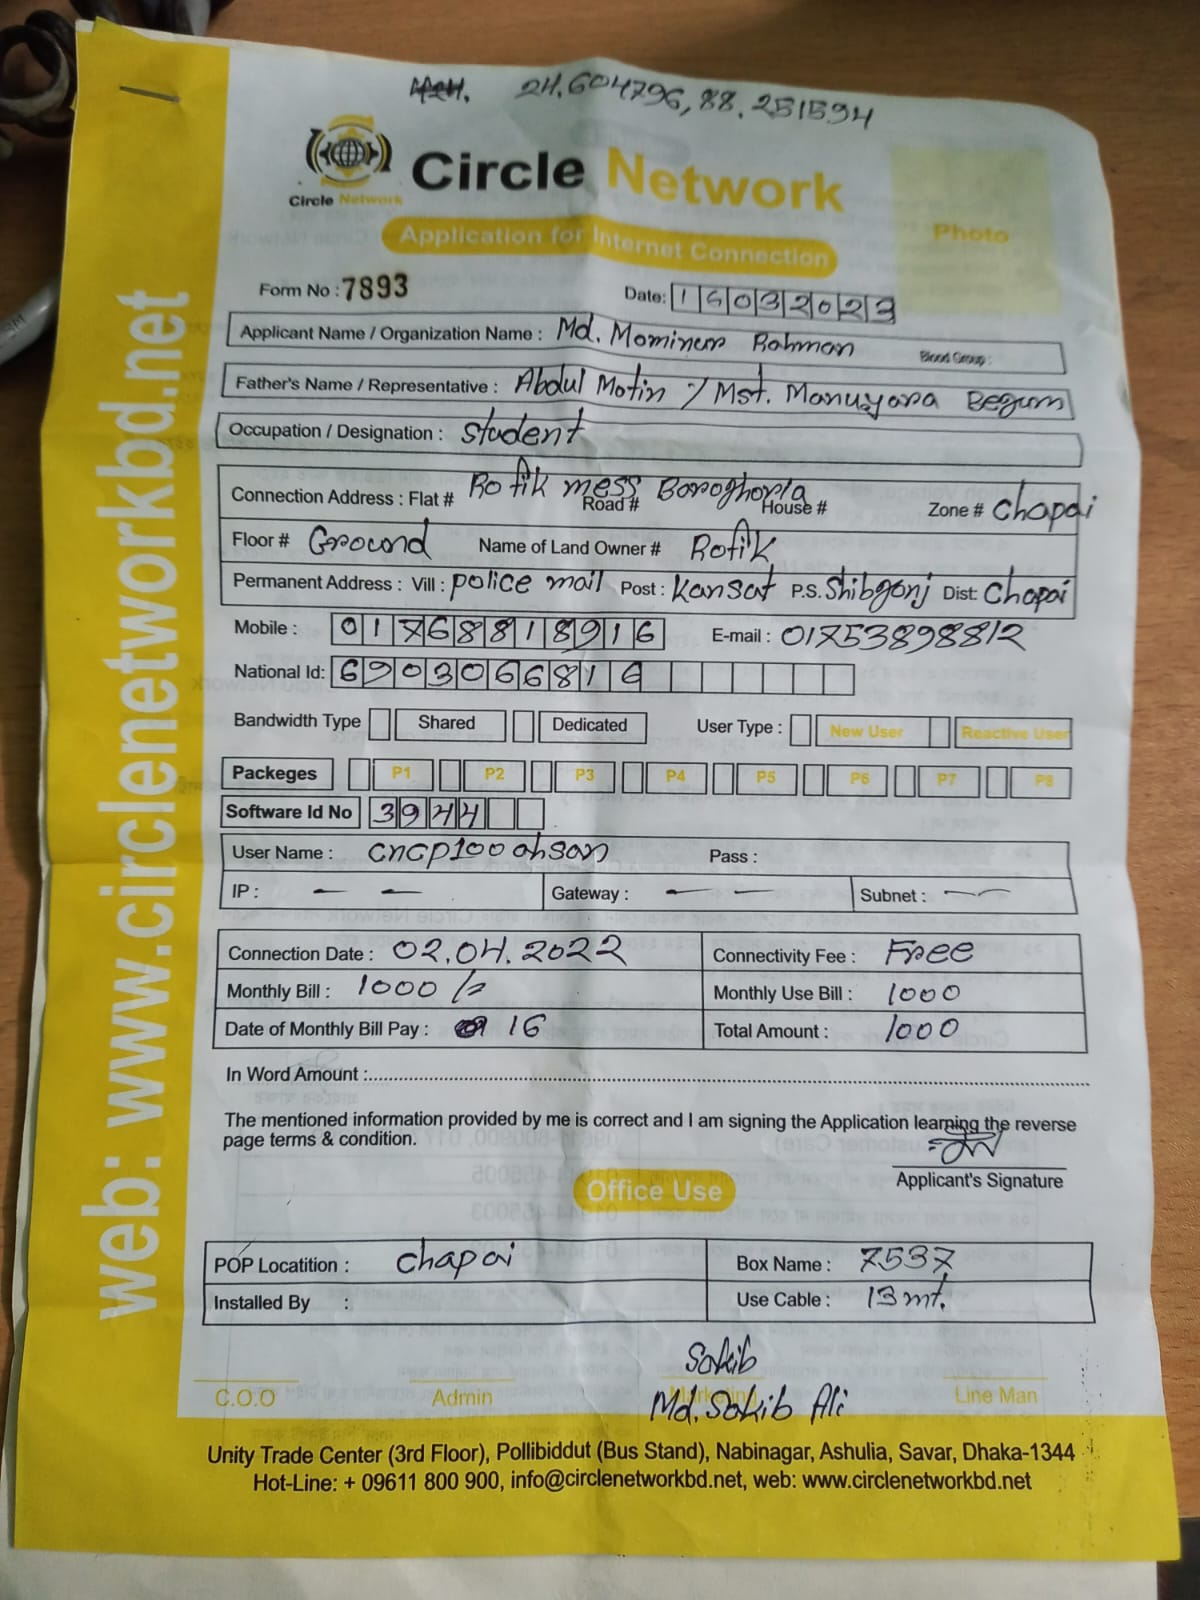 24.604796, 88.251594
Circle Network
Circle Network
Application for Internet Connection
Photo
Form No : 7893
Date: 16032023
Applicant Name / Organization Name : Md. Mominur Rahman Blood Group :
Father's Name / Representative : Abdul Motin / Mst. Monuyara Begum
Occupation / Designation : Student
Connection Address : Flat # Rofik mess Baroghoria Road # House # Zone # Chapai
Floor # Ground Name of Land Owner # Rofik
Permanent Address : Vill : police mail Post : Kansat P.S. Shibgonj Dist: Chapai
Mobile : 01768818916 E-mail : 01753898812
National Id: 6903066816
Bandwidth Type Shared Dedicated User Type : New User Reactive User
Packeges P1 P2 P3 P4 P5 P6 P7 P8
Software Id No 3944
User Name : cncp100ahsan Pass :
IP : — — Gateway : — — Subnet : — —
Connection Date : 02.04.2022 Connectivity Fee : Free
Monthly Bill : 1000/= Monthly Use Bill : 1000
Date of Monthly Bill Pay : 16 Total Amount : 1000
In Word Amount :
The mentioned information provided by me is correct and I am signing the Application learning the reverse
page terms & condition.
Applicant's Signature
Office Use
POP Locatition : Chapai Box Name : 7537
Installed By : Use Cable : 13 mt.
Sakib
C.O.O Admin Marketing Line Man
Md. Sakib Ali
Unity Trade Center (3rd Floor), Pollibiddut (Bus Stand), Nabinagar, Ashulia, Savar, Dhaka-1344
Hot-Line: + 09611 800 900, info@circlenetworkbd.net, web: www.circlenetworkbd.net
web: www.circlenetworkbd.net